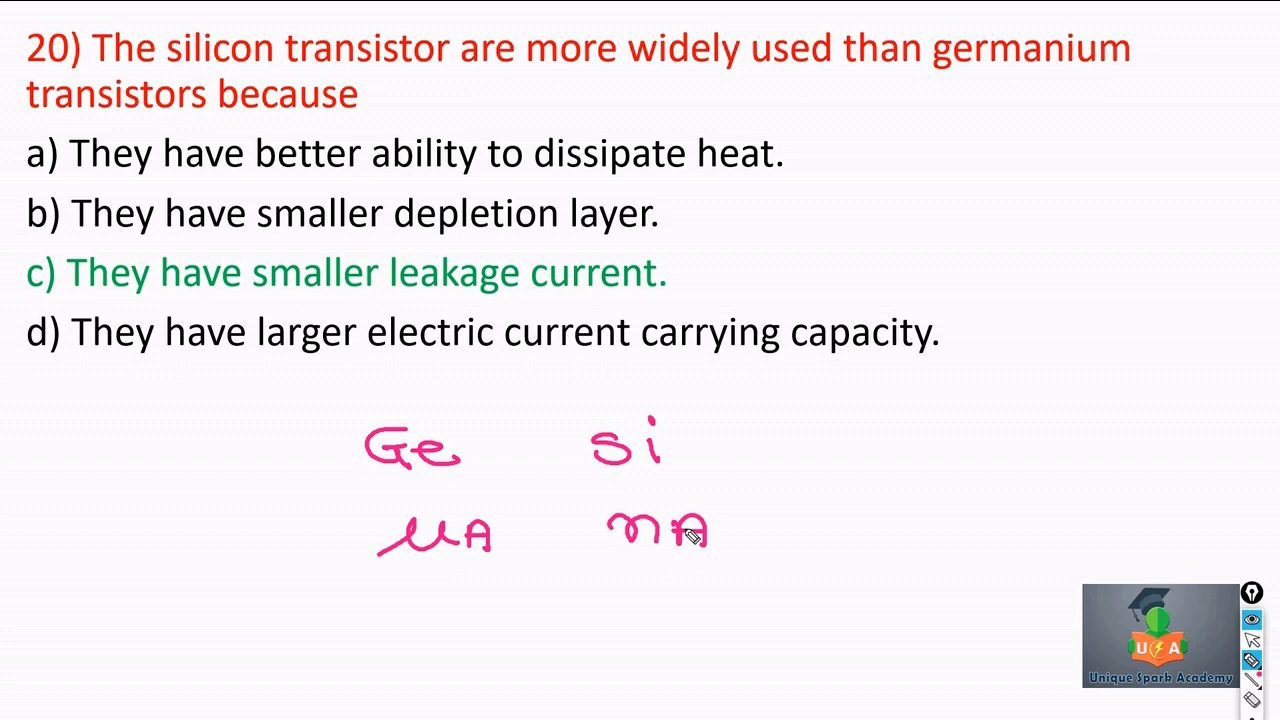 20) The silicon transistor are more widely used than germanium
transistors because
a) They have better ability to dissipate heat.
b) They have smaller depletion layer.
c) They have smaller leakage current.
d) They have larger electric current carrying capacity.
Ge Si
μA nA
U A
Unique Spark Academy